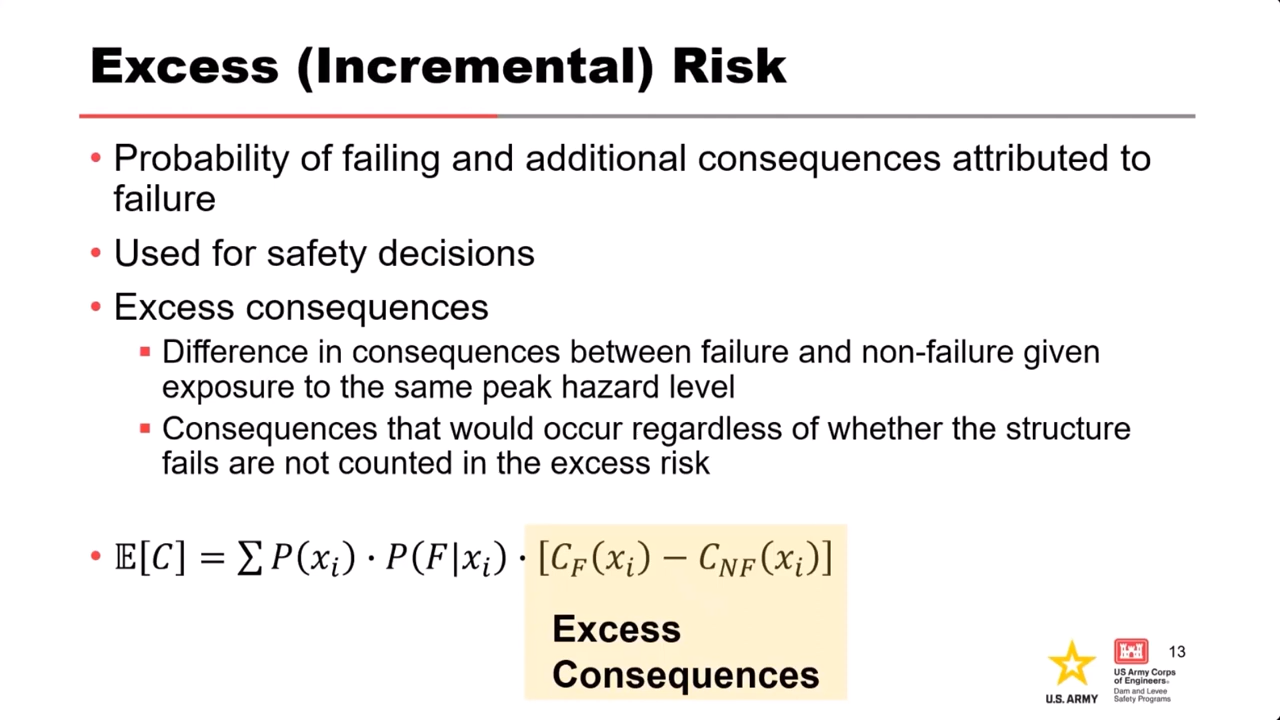 Excess (Incremental) Risk
• Probability of failing and additional consequences attributed to
failure
• Used for safety decisions
• Excess consequences
▪ Difference in consequences between failure and non-failure given
exposure to the same peak hazard level
▪ Consequences that would occur regardless of whether the structure
fails are not counted in the excess risk
• 𝔼[C] = ∑ P(xᵢ) · P(F|xᵢ) · [C_F(xᵢ) − C_NF(xᵢ)]
Excess
Consequences
U.S. ARMY
US Army Corps
of Engineers®
Dam and Levee
Safety Programs
13